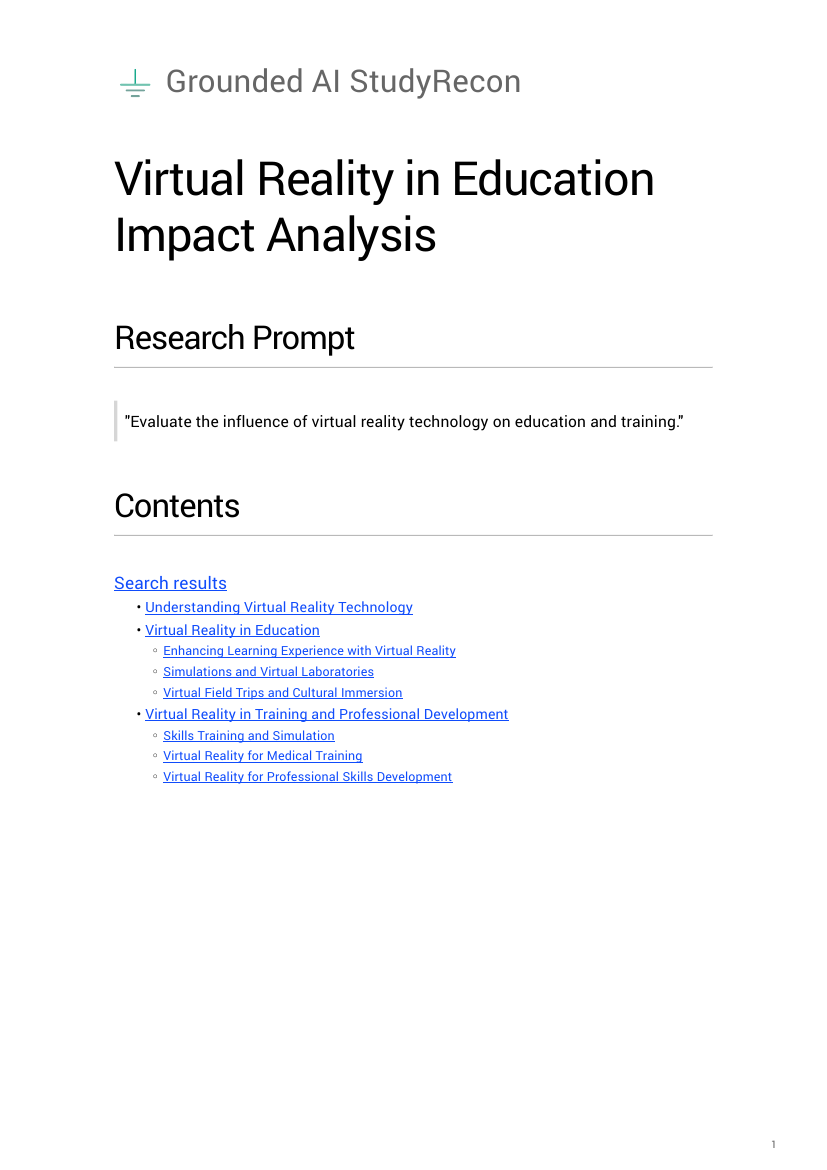 Grounded AI StudyRecon
Virtual Reality in Education
Impact Analysis
Research Prompt
"Evaluate the influence of virtual reality technology on education and training."
Contents
Search results
• Understanding Virtual Reality Technology
• Virtual Reality in Education
◦ Enhancing Learning Experience with Virtual Reality
◦ Simulations and Virtual Laboratories
◦ Virtual Field Trips and Cultural Immersion
• Virtual Reality in Training and Professional Development
◦ Skills Training and Simulation
◦ Virtual Reality for Medical Training
◦ Virtual Reality for Professional Skills Development
1